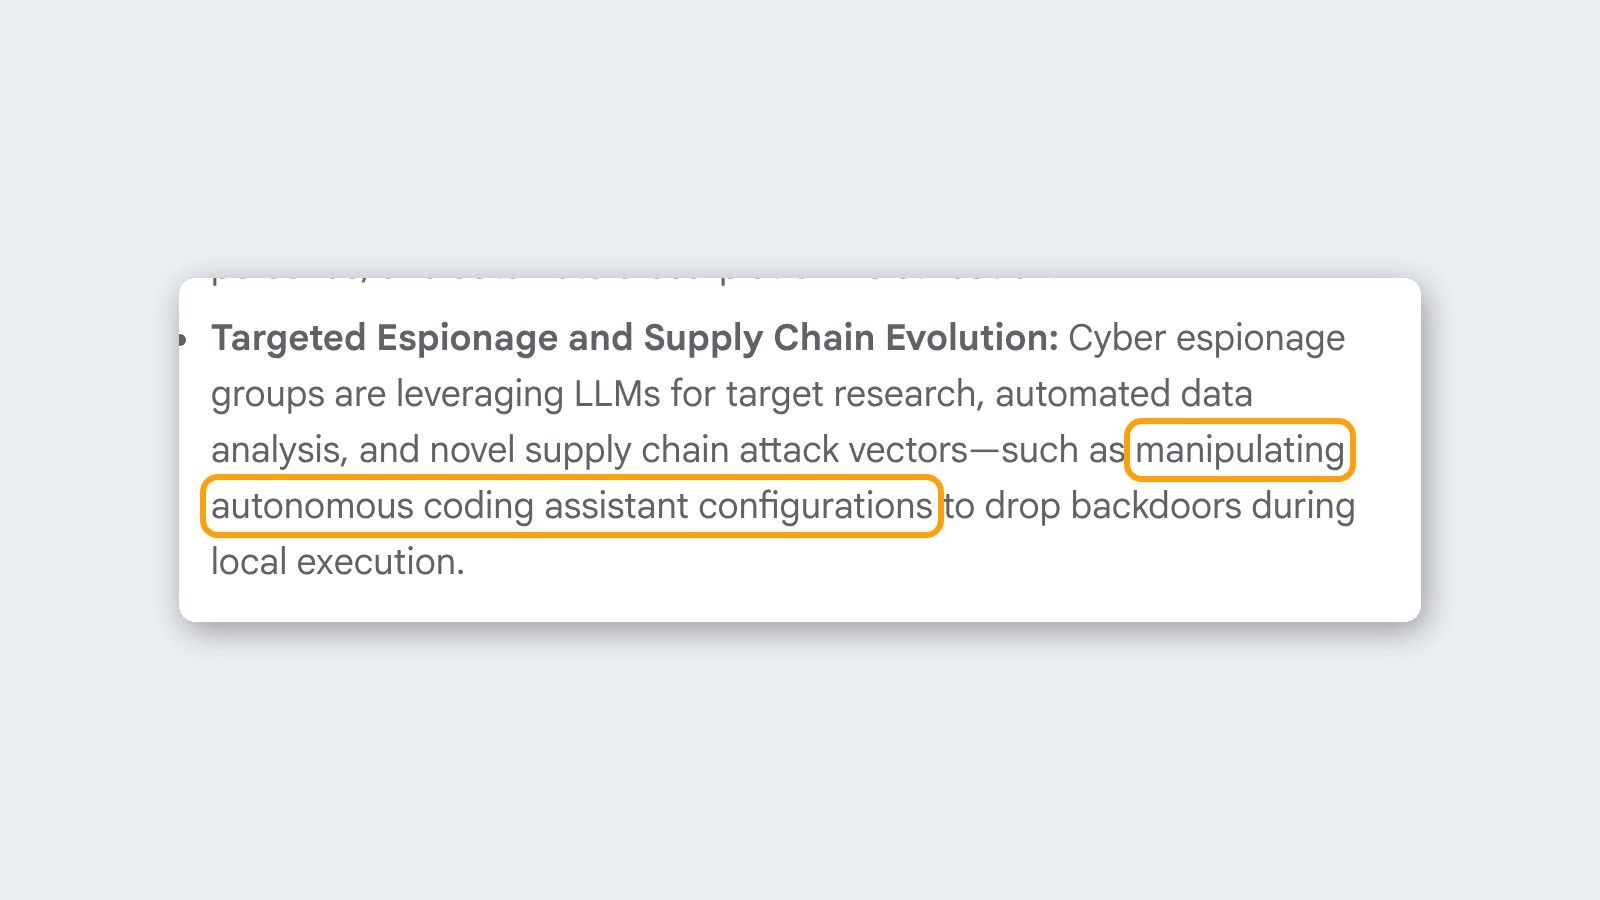 • Targeted Espionage and Supply Chain Evolution: Cyber espionage
groups are leveraging LLMs for target research, automated data
analysis, and novel supply chain attack vectors—such as manipulating
autonomous coding assistant configurations to drop backdoors during
local execution.